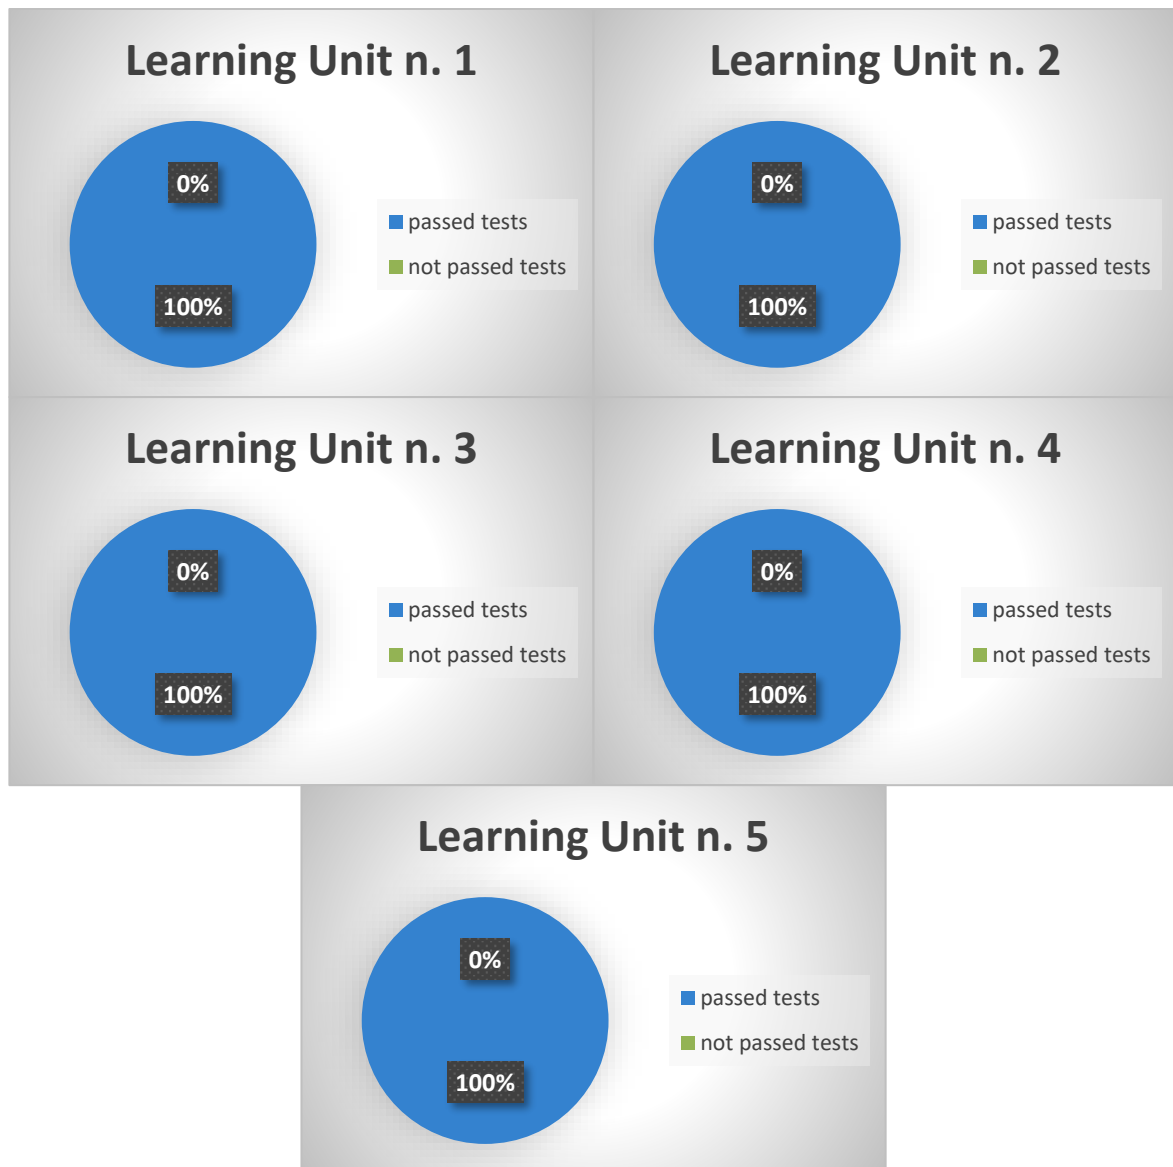 Learning Unit n. 1
0%
100%
passed tests
not passed tests
Learning Unit n. 2
0%
100%
passed tests
not passed tests
Learning Unit n. 3
0%
100%
passed tests
not passed tests
Learning Unit n. 4
0%
100%
passed tests
not passed tests
Learning Unit n. 5
0%
100%
passed tests
not passed tests